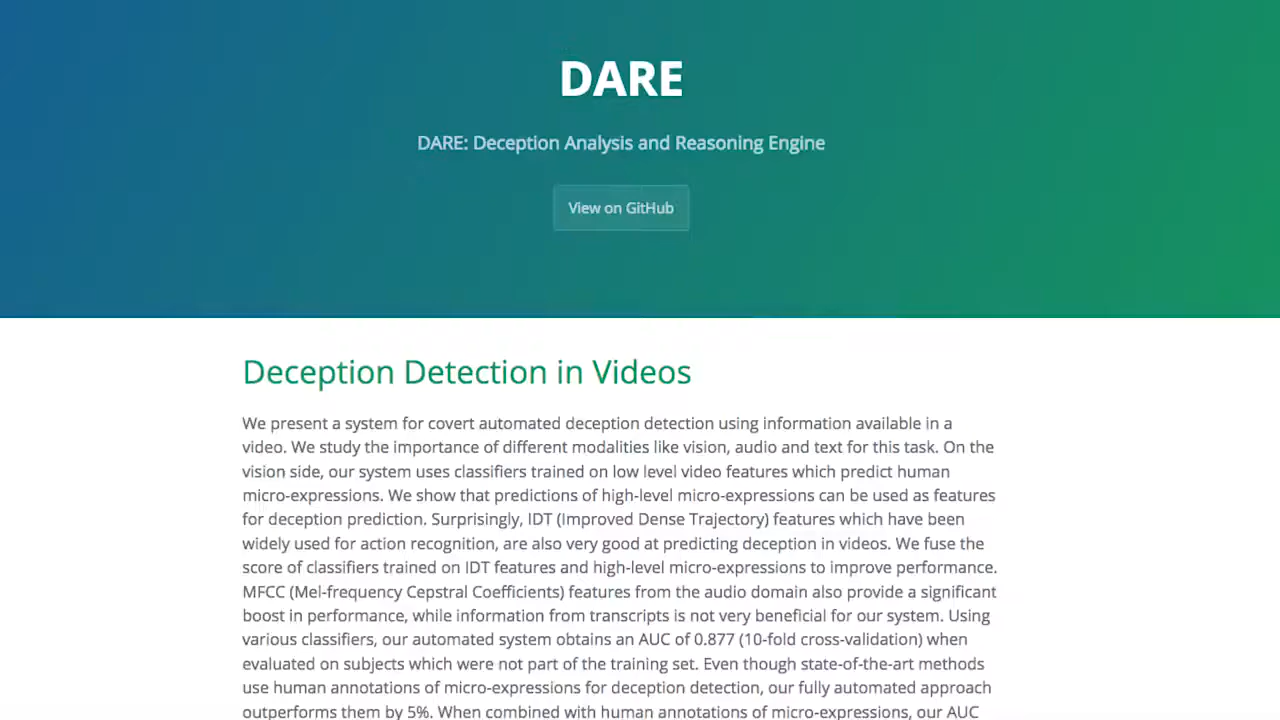 DARE
DARE: Deception Analysis and Reasoning Engine
View on GitHub
Deception Detection in Videos
We present a system for covert automated deception detection using information available in a
video. We study the importance of different modalities like vision, audio and text for this task. On the
vision side, our system uses classifiers trained on low level video features which predict human
micro-expressions. We show that predictions of high-level micro-expressions can be used as features
for deception prediction. Surprisingly, IDT (Improved Dense Trajectory) features which have been
widely used for action recognition, are also very good at predicting deception in videos. We fuse the
score of classifiers trained on IDT features and high-level micro-expressions to improve performance.
MFCC (Mel-frequency Cepstral Coefficients) features from the audio domain also provide a significant
boost in performance, while information from transcripts is not very beneficial for our system. Using
various classifiers, our automated system obtains an AUC of 0.877 (10-fold cross-validation) when
evaluated on subjects which were not part of the training set. Even though state-of-the-art methods
use human annotations of micro-expressions for deception detection, our fully automated approach
outperforms them by 5%. When combined with human annotations of micro-expressions, our AUC